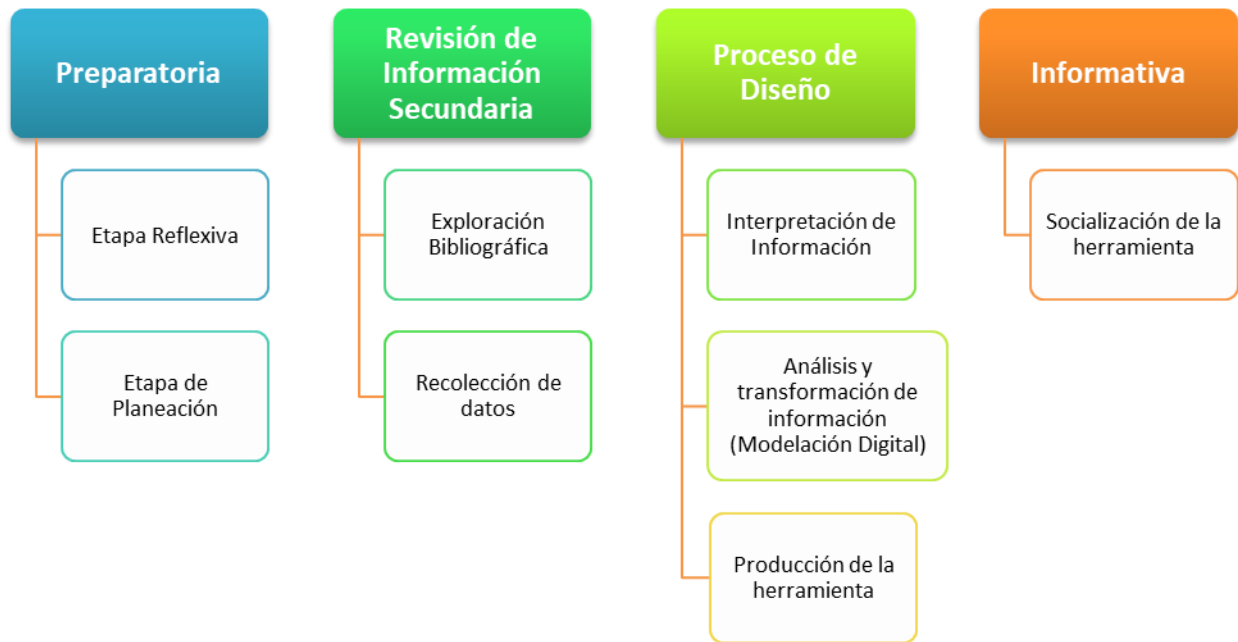 Preparatoria
Etapa Reflexiva
Etapa de
Planeación
Revisión de
Información
Secundaria
Exploración
Bibliográfica
Recolección de
datos
Proceso de
Diseño
Interpretación de
Información
Análisis y
transformación de
información
(Modelación Digital)
Producción de la
herramienta
Informativa
Socialización de la
herramienta